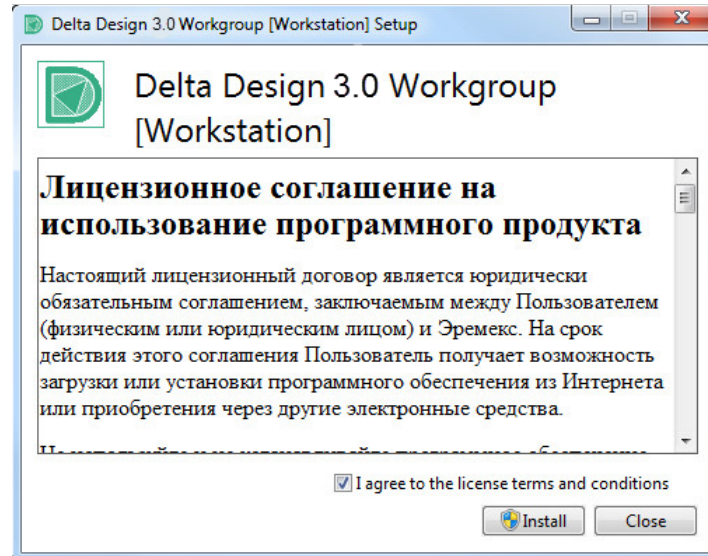 Delta Design 3.0 Workgroup [Workstation] Setup
Delta Design 3.0 Workgroup
[Workstation]
Лицензионное соглашение на
использование программного продукта
Настоящий лицензионный договор является юридически
обязательным соглашением, заключаемым между Пользователем
(физическим или юридическим лицом) и Эремекс. На срок
действия этого соглашения Пользователь получает возможность
загрузки или установки программного обеспечения из Интернета
или приобретения через другие электронные средства.
I agree to the license terms and conditions
Install
Close